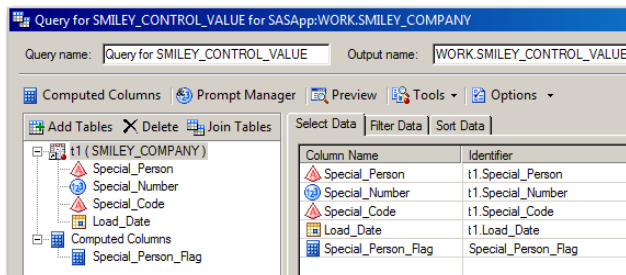 Query for SMILEY_CONTROL_VALUE for SASApp:WORK.SMILEY_COMPANY
Query name: Query for SMILEY_CONTROL_VALUE Output name: WORK.SMILEY_CONTROL_VALUE
Computed Columns Prompt Manager Preview Tools Options
Add Tables Delete Join Tables Select Data Filter Data Sort Data
t1 ( SMILEY_COMPANY )
Special_Person
Special_Number
Special_Code
Load_Date
Computed Columns
Special_Person_Flag
Column Name Identifier
Special_Person t1.Special_Person
Special_Number t1.Special_Number
Special_Code t1.Special_Code
Load_Date t1.Load_Date
Special_Person_Flag Special_Person_Flag